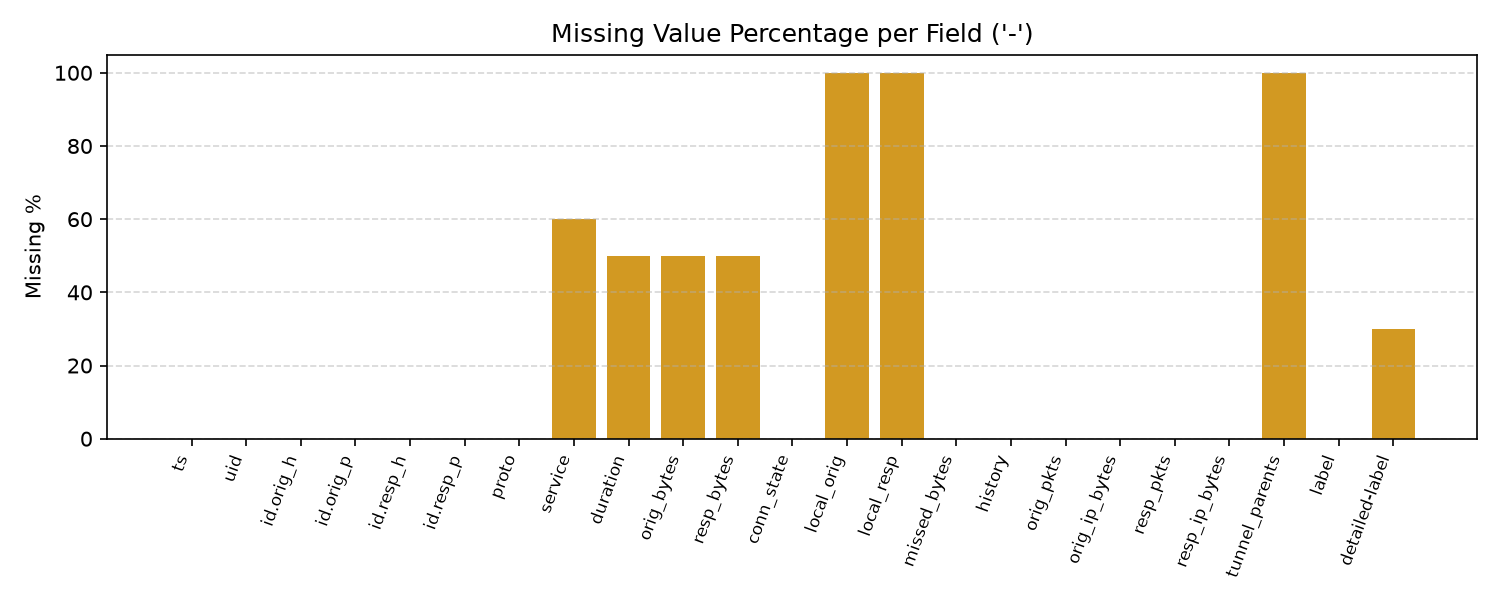 Missing Value Percentage per Field ('-')
Missing %
100
80
60
40
20
0
ts
uid
id.orig_h
id.orig_p
id.resp_h
id.resp_p
proto
service
duration
orig_bytes
resp_bytes
conn_state
local_orig
local_resp
missed_bytes
history
orig_pkts
orig_ip_bytes
resp_pkts
resp_ip_bytes
tunnel_parents
label
detailed-label